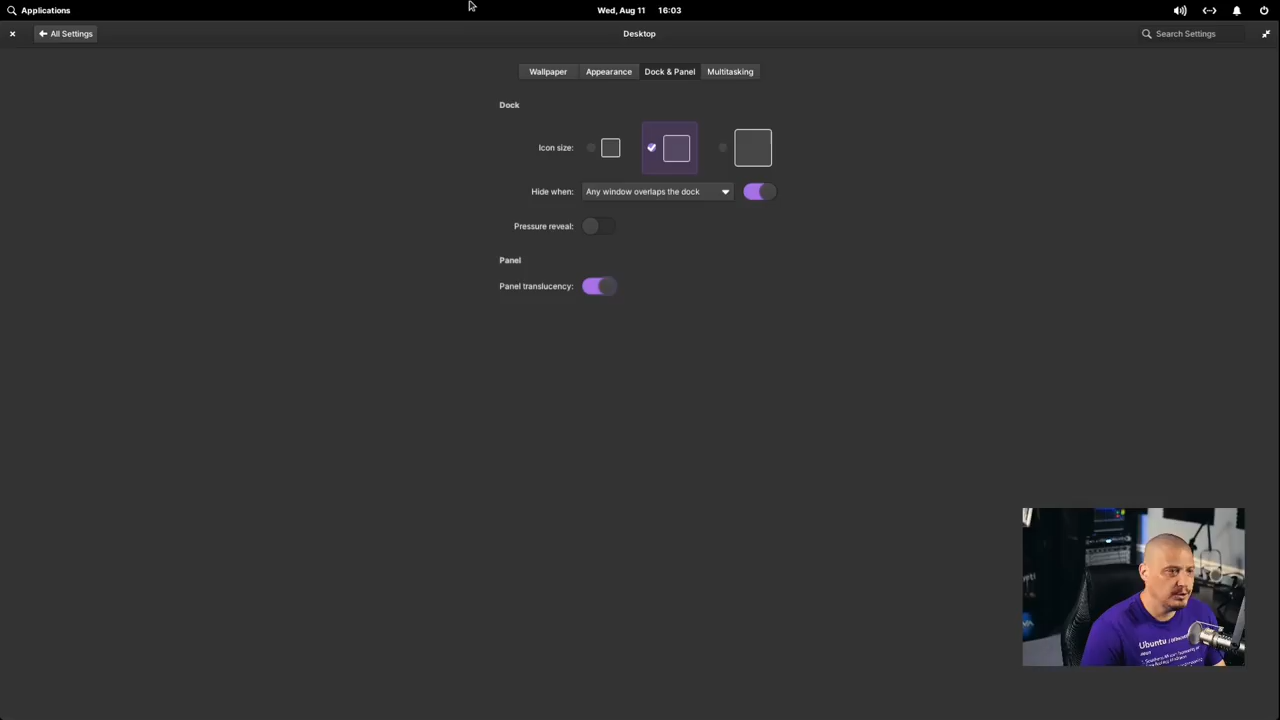 Applications
Wed, Aug 11 16:03
All Settings
Desktop
Search Settings
Wallpaper
Appearance
Dock & Panel
Multitasking
Dock
Icon size:
Hide when:
Any window overlaps the dock
Pressure reveal:
Panel
Panel translucency:
Ubuntu